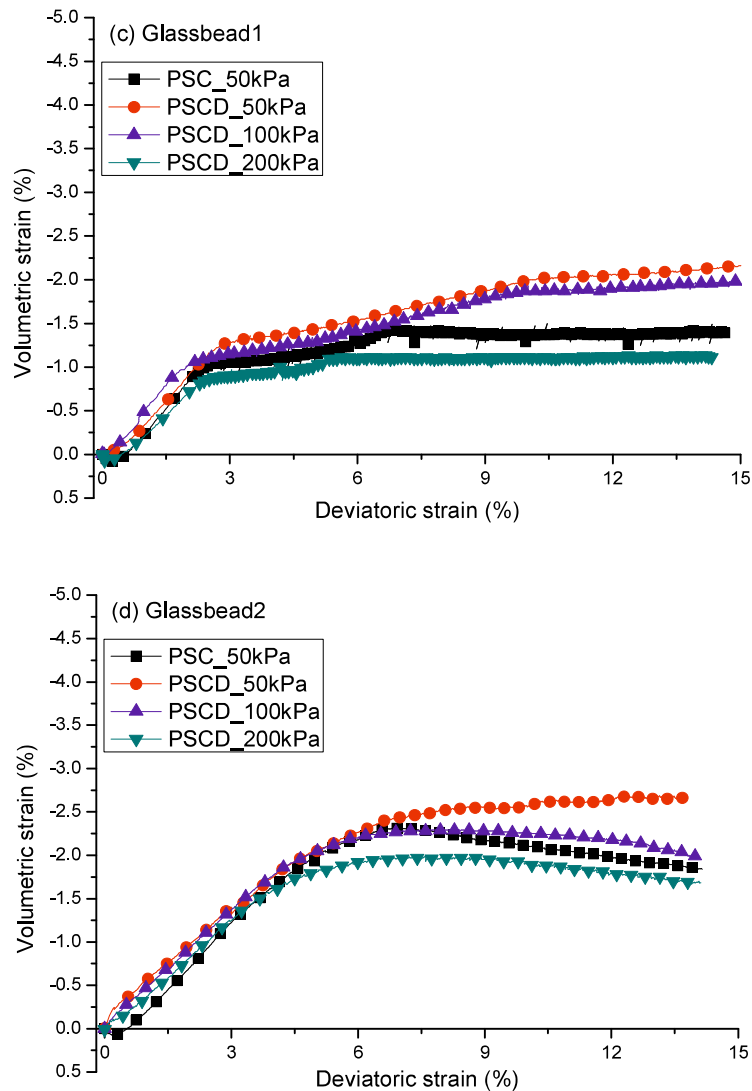 (c) Glassbead1
PSC_50kPa
PSCD_50kPa
PSCD_100kPa
PSCD_200kPa
-5.0
-4.5
-4.0
-3.5
-3.0
-2.5
-2.0
-1.5
-1.0
-0.5
0.0
0.5
Volumetric strain (%)
0 3 6 9 12 15
Deviatoric strain (%)
(d) Glassbead2
PSC_50kPa
PSCD_50kPa
PSCD_100kPa
PSCD_200kPa
-5.0
-4.5
-4.0
-3.5
-3.0
-2.5
-2.0
-1.5
-1.0
-0.5
0.0
0.5
Volumetric strain (%)
0 3 6 9 12 15
Deviatoric strain (%)